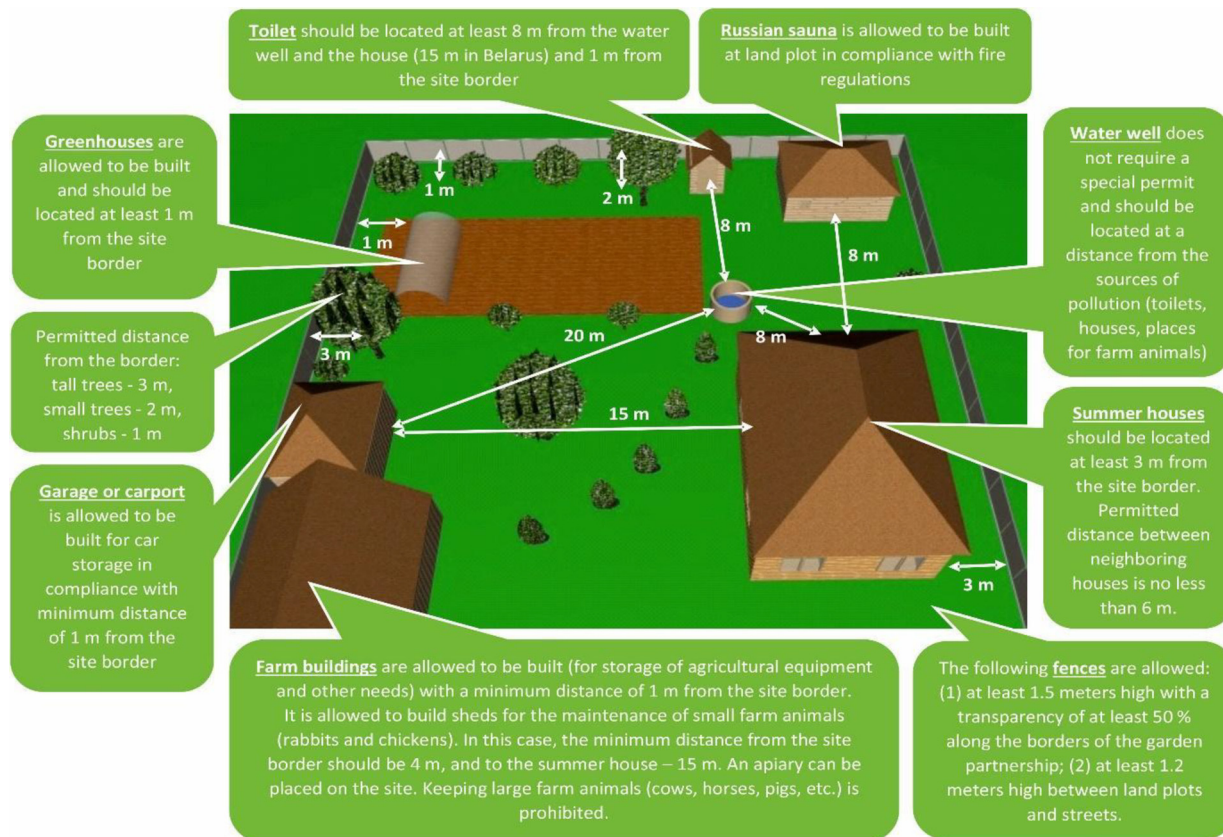 Toilet should be located at least 8 m from the water
well and the house (15 m in Belarus) and 1 m from
the site border
Russian sauna is allowed to be built
at land plot in compliance with fire
regulations
Greenhouses are
allowed to be built
and should be
located at least 1 m
from the site
border
Water well does
not require a
special permit
and should be
located at a
distance from the
sources of
pollution (toilets,
houses, places
for farm animals)
1 m
2 m
1 m
8 m
8 m
20 m
8 m
3 m
15 m
3 m
Permitted distance
from the border:
tall trees - 3 m,
small trees - 2 m,
shrubs - 1 m
Summer houses
should be located
at least 3 m from
the site border.
Permitted
distance between
neighboring
houses is no less
than 6 m.
Garage or carport
is allowed to be
built for car
storage in
compliance with
minimum distance
of 1 m from the
site border
Farm buildings are allowed to be built (for storage of agricultural equipment
and other needs) with a minimum distance of 1 m from the site border.
It is allowed to build sheds for the maintenance of small farm animals
(rabbits and chickens). In this case, the minimum distance from the site
border should be 4 m, and to the summer house – 15 m. An apiary can be
placed on the site. Keeping large farm animals (cows, horses, pigs, etc.) is
prohibited.
The following fences are allowed:
(1) at least 1.5 meters high with a
transparency of at least 50 %
along the borders of the garden
partnership; (2) at least 1.2
meters high between land plots
and streets.